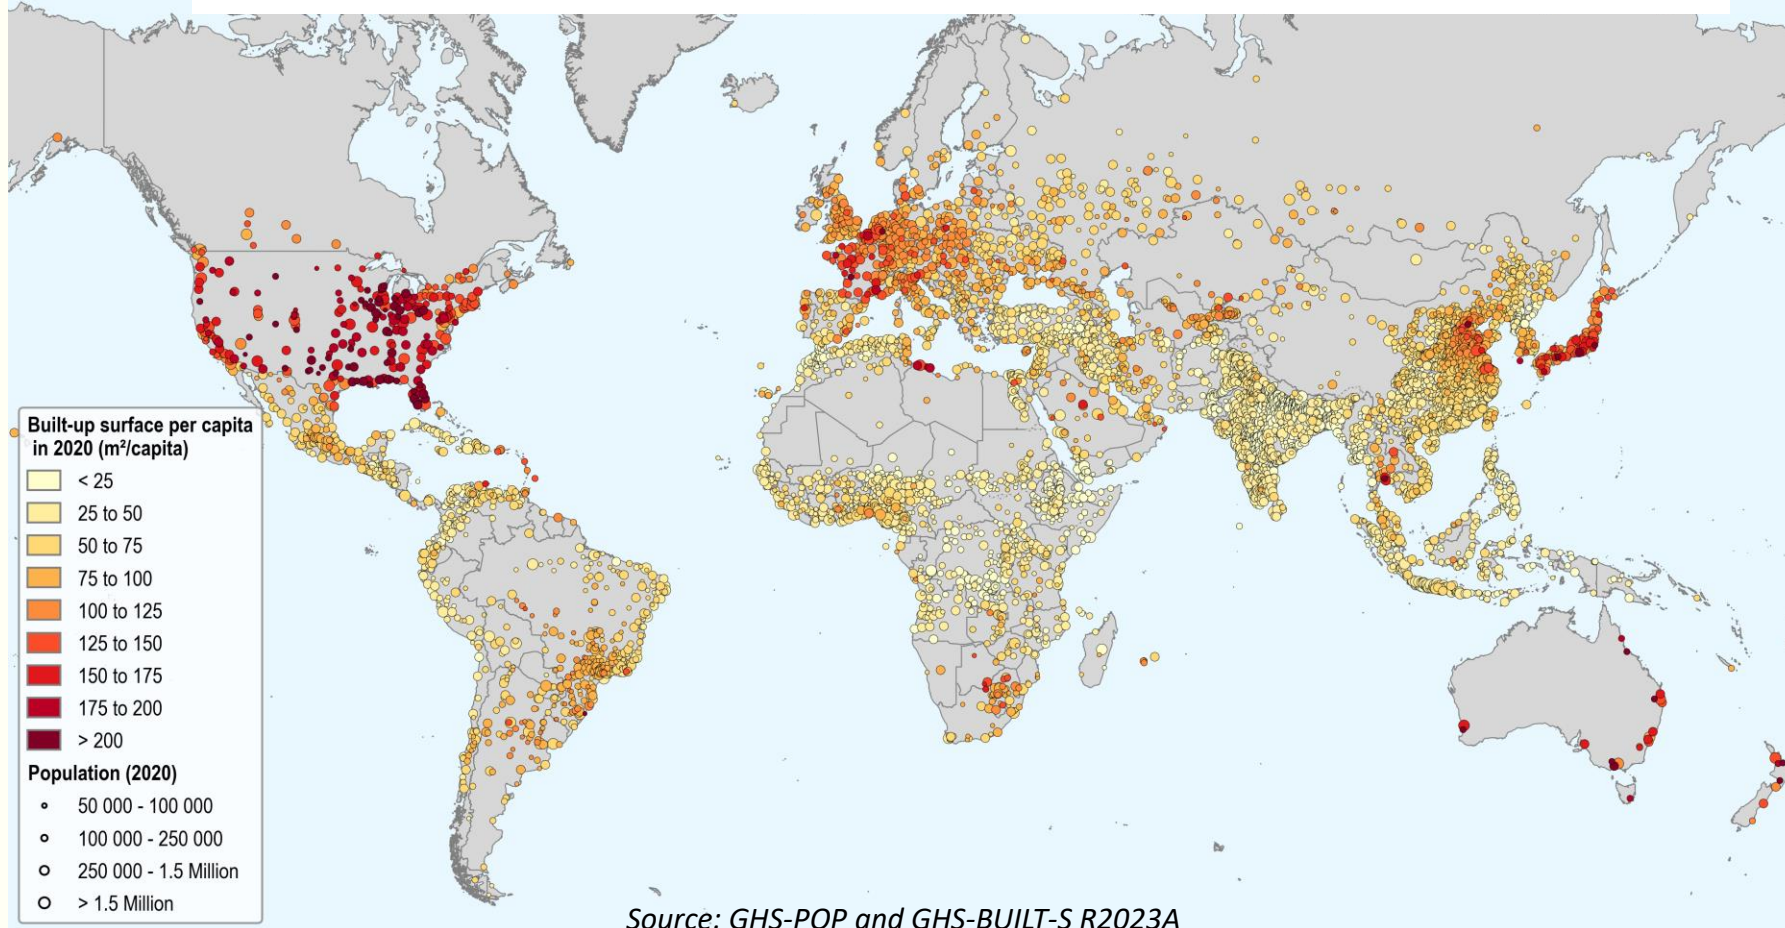 Built-up surface per capita
in 2020 (m²/capita)
< 25
25 to 50
50 to 75
75 to 100
100 to 125
125 to 150
150 to 175
175 to 200
> 200
Population (2020)
50 000 - 100 000
100 000 - 250 000
250 000 - 1.5 Million
> 1.5 Million
Source: GHS-POP and GHS-BUILT-S R2023A